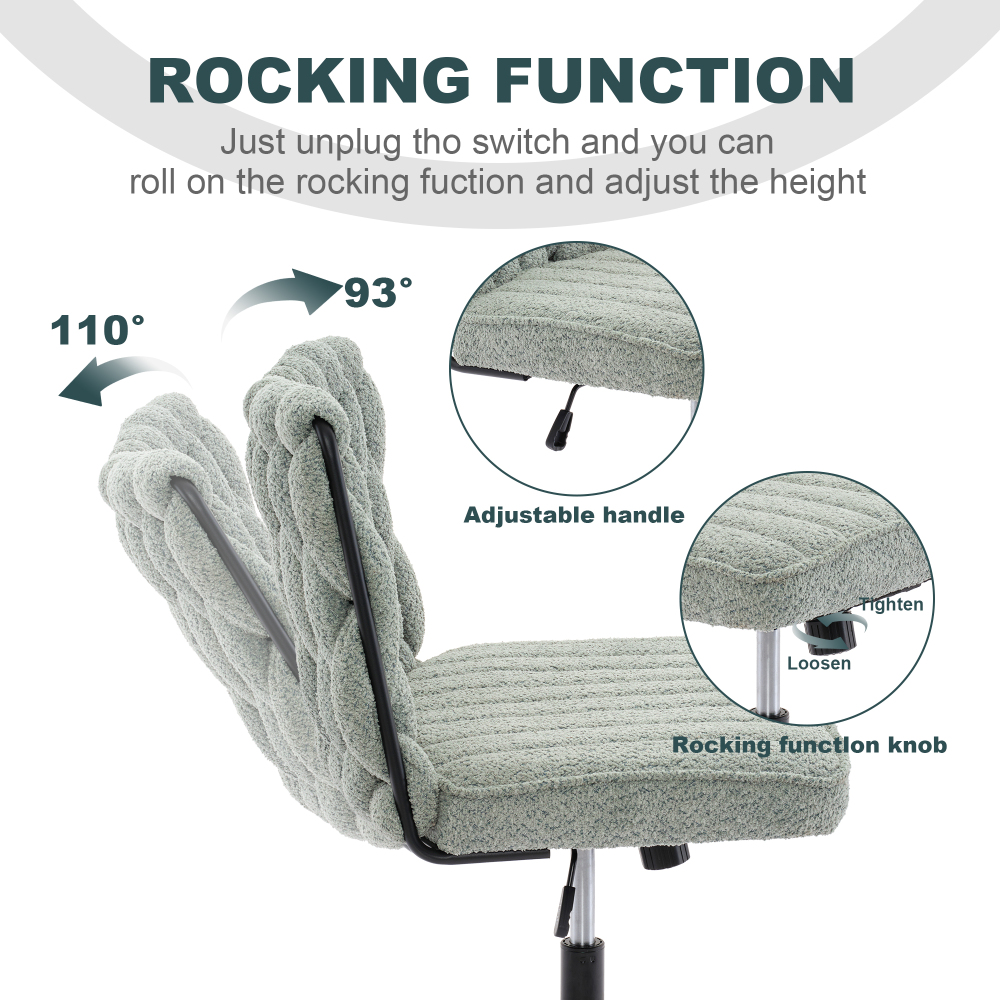 ROCKING FUNCTION
Just unplug tho switch and you can
roll on the rocking fuction and adjust the height
93°
110°
Adjustable handle
Tighten
Loosen
Rocking functlon knob